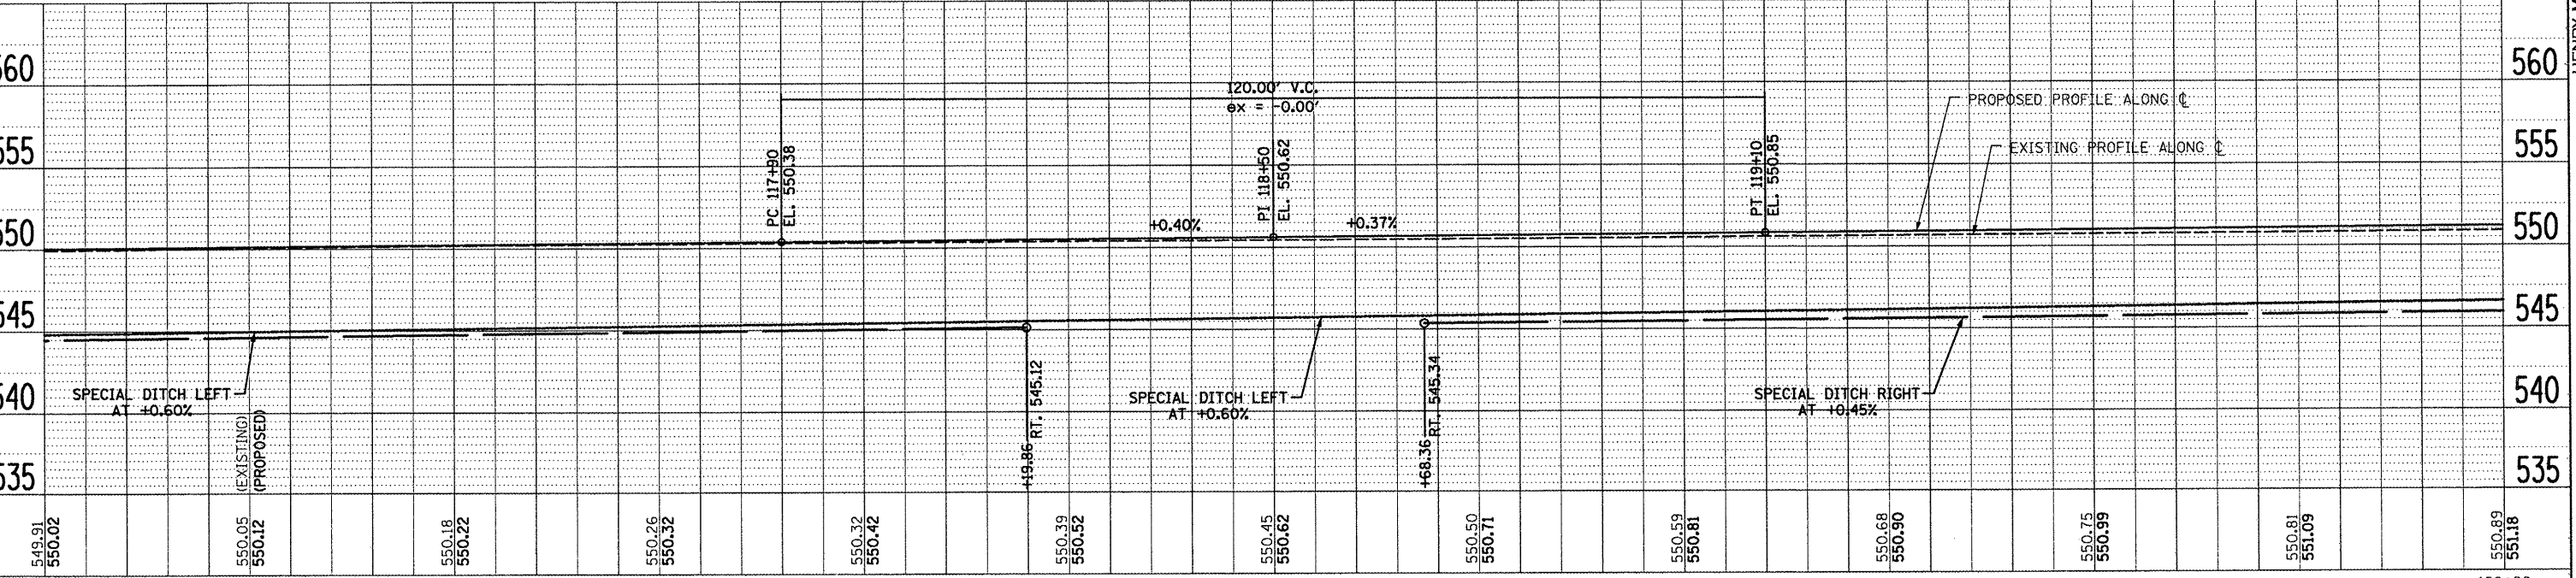 560
560
120.00' V.C.
ex = -0.00'
PROPOSED PROFILE ALONG ℄
555
555
EXISTING PROFILE ALONG ℄
PC 117+90
EL. 550.38
PI 118+50
EL. 550.62
PT 119+10
EL. 550.85
550
550
+0.40%
+0.37%
545
545
SPECIAL DITCH LEFT
AT +0.60%
SPECIAL DITCH LEFT
AT +0.60%
SPECIAL DITCH RIGHT
AT +0.45%
540
540
(EXISTING)
(PROPOSED)
+19.86
RT. 545.12
+68.36
RT. 545.34
535
535
549.91
550.02
550.05
550.12
550.18
550.22
550.26
550.32
550.32
550.42
550.39
550.52
550.45
550.62
550.50
550.71
550.59
550.81
550.68
550.90
550.75
550.99
550.81
551.09
550.89
551.18